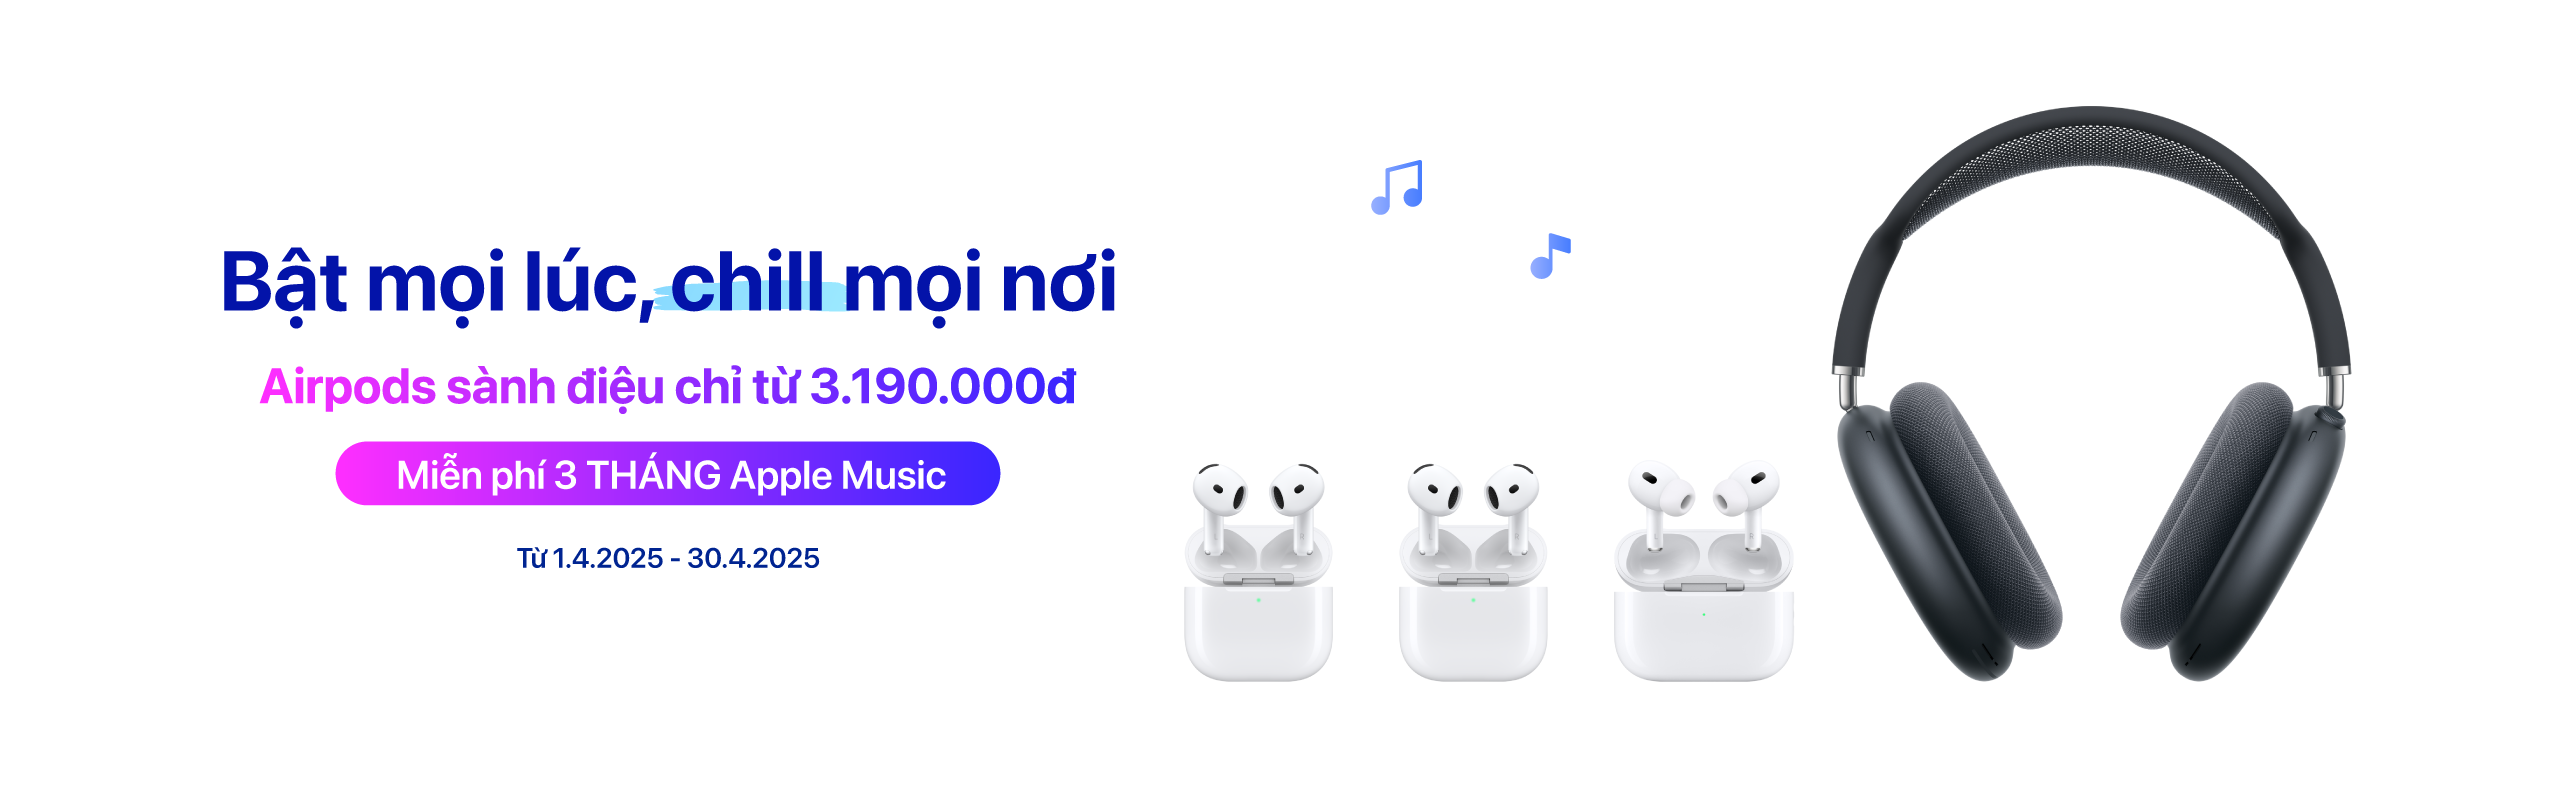 Bật mọi lúc, chill mọi nơi
Airpods sành điệu chỉ từ 3.190.000đ
Miễn phí 3 THÁNG Apple Music
Từ 1.4.2025 - 30.4.2025